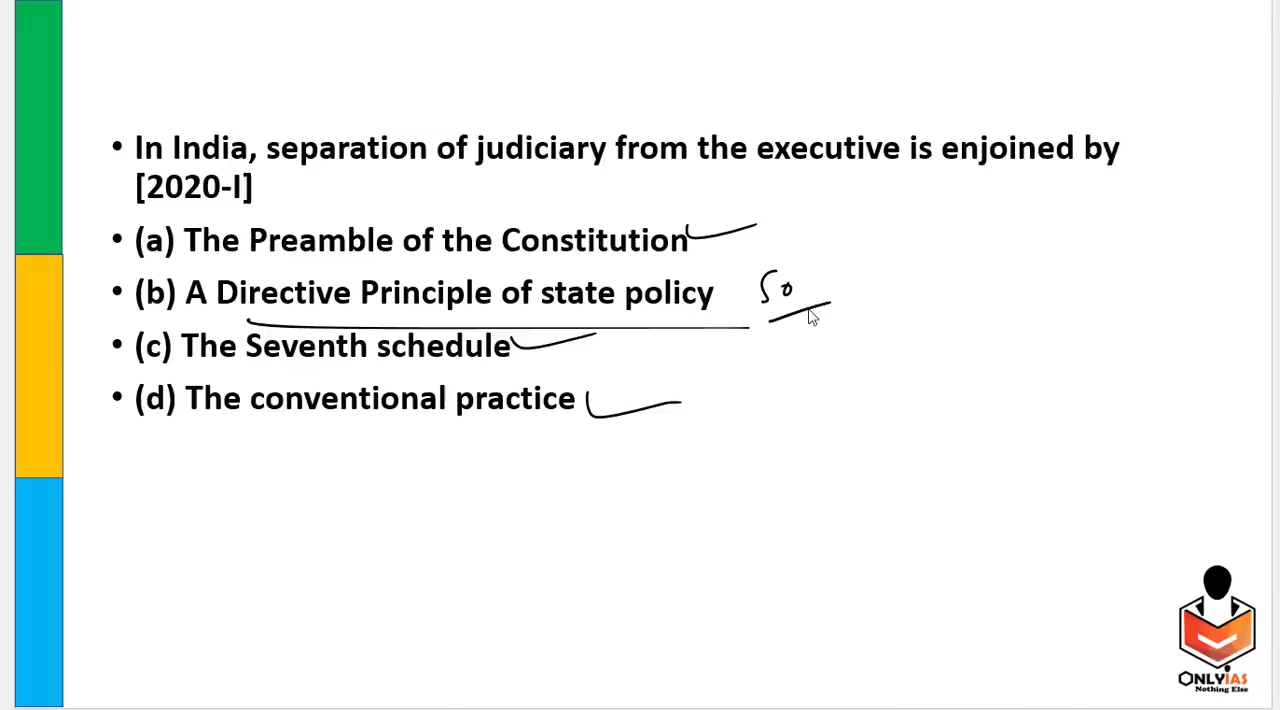 • In India, separation of judiciary from the executive is enjoined by
[2020-I]
• (a) The Preamble of the Constitution
• (b) A Directive Principle of state policy 50
• (c) The Seventh schedule
• (d) The conventional practice
ONLYIAS
Nothing Else